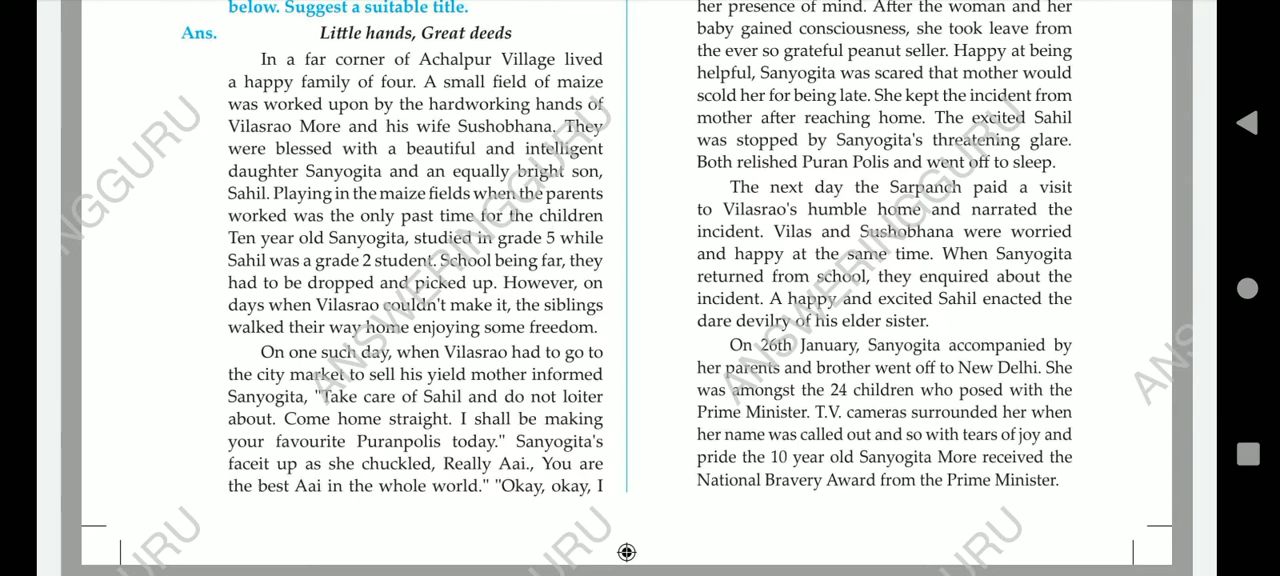 below. Suggest a suitable title.
Ans. Little hands, Great deeds
In a far corner of Achalpur Village lived
a happy family of four. A small field of maize
was worked upon by the hardworking hands of
Vilasrao More and his wife Sushobhana. They
were blessed with a beautiful and intelligent
daughter Sanyogita and an equally bright son,
Sahil. Playing in the maize fields when the parents
worked was the only past time for the children
Ten year old Sanyogita, studied in grade 5 while
Sahil was a grade 2 student. School being far, they
had to be dropped and picked up. However, on
days when Vilasrao couldn't make it, the siblings
walked their way home enjoying some freedom.
On one such day, when Vilasrao had to go to
the city market to sell his yield mother informed
Sanyogita, "Take care of Sahil and do not loiter
about. Come home straight. I shall be making
your favourite Puranpolis today." Sanyogita's
faceit up as she chuckled, Really Aai., You are
the best Aai in the whole world." "Okay, okay, I
her presence of mind. After the woman and her
baby gained consciousness, she took leave from
the ever so grateful peanut seller. Happy at being
helpful, Sanyogita was scared that mother would
scold her for being late. She kept the incident from
mother after reaching home. The excited Sahil
was stopped by Sanyogita's threatening glare.
Both relished Puran Polis and went off to sleep.
The next day the Sarpanch paid a visit
to Vilasrao's humble home and narrated the
incident. Vilas and Sushobhana were worried
and happy at the same time. When Sanyogita
returned from school, they enquired about the
incident. A happy and excited Sahil enacted the
dare devilry of his elder sister.
On 26th January, Sanyogita accompanied by
her parents and brother went off to New Delhi. She
was amongst the 24 children who posed with the
Prime Minister. T.V. cameras surrounded her when
her name was called out and so with tears of joy and
pride the 10 year old Sanyogita More received the
National Bravery Award from the Prime Minister.
NGGURU
ANSWERINGGURU
ANSWERINGGURU
ANS
URU
URU
URU